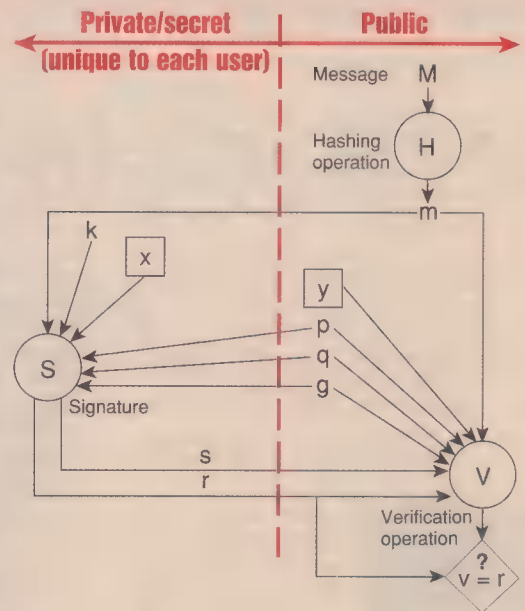 Private/secret
(unique to each user)
Public
Message M
Hashing operation
H
m
k
x
y
p
q
g
S
Signature
s
r
V
Verification operation
?
v = r